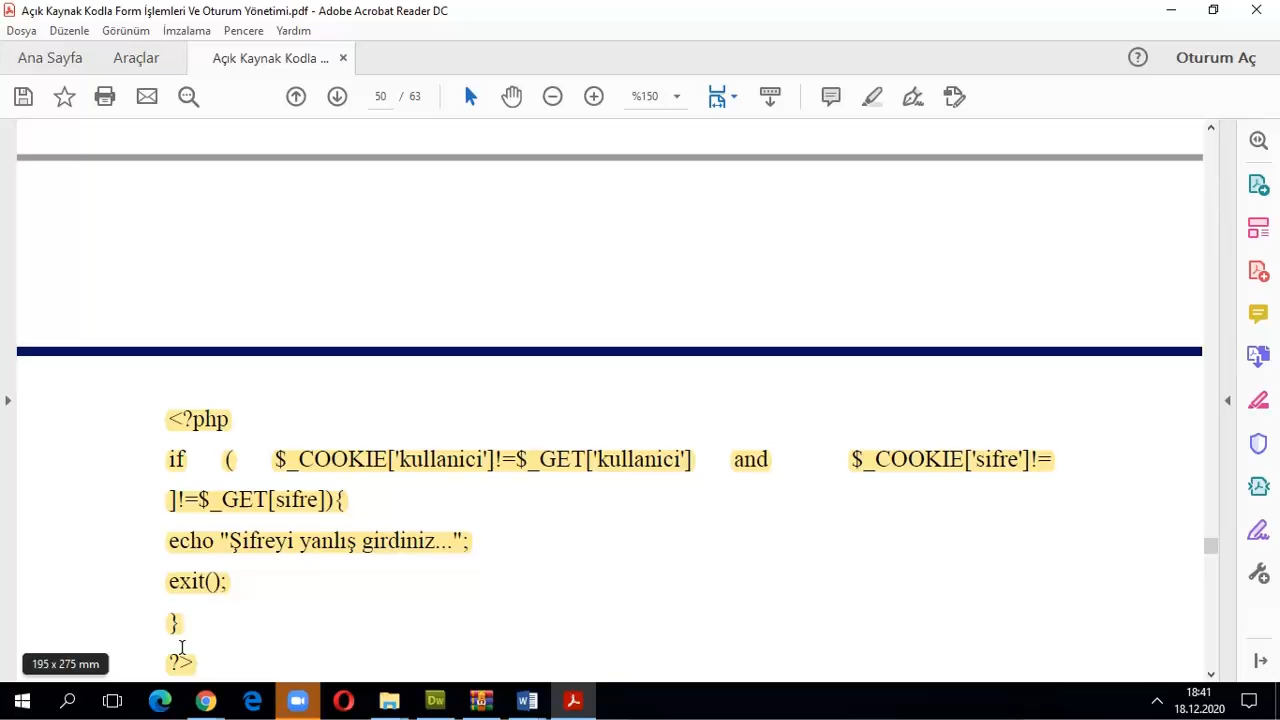 Açık Kaynak Kodla Form İşlemleri Ve Oturum Yönetimi.pdf - Adobe Acrobat Reader DC
Dosya Düzenle Görünüm İmzalama Pencere Yardım
Ana Sayfa Araçlar Açık Kaynak Kodla ... × ? Oturum Aç
50 / 63 %150
<?php
if ( $_COOKIE['kullanici']!=$_GET['kullanici'] and $_COOKIE['sifre']!=
]!=$_GET[sifre]){
echo "Şifreyi yanlış girdiniz...";
exit();
}
?>
195 x 275 mm
Dw W
18:41
18.12.2020